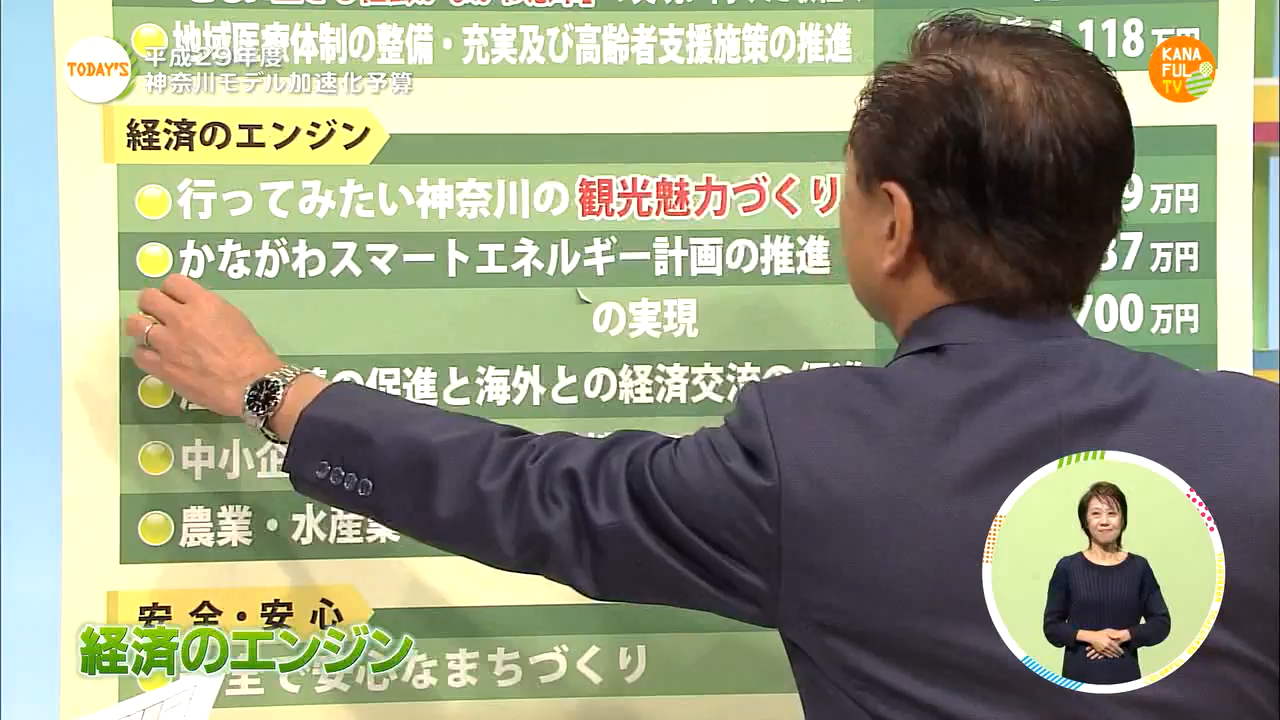 地域医療体制の整備・充実及び高齢者支援施策の推進
118万円
TODAY'S
平成29年度
神奈川モデル加速化予算
KANA
FUL
TV
経済のエンジン
行ってみたい神奈川の観光魅力づくり
9万円
かながわスマートエネルギー計画の推進
37万円
の実現
700万円
の促進と海外との経済交流の促進
中小企
農業・水産業
安全・安心
経済のエンジン
で安心なまちづくり